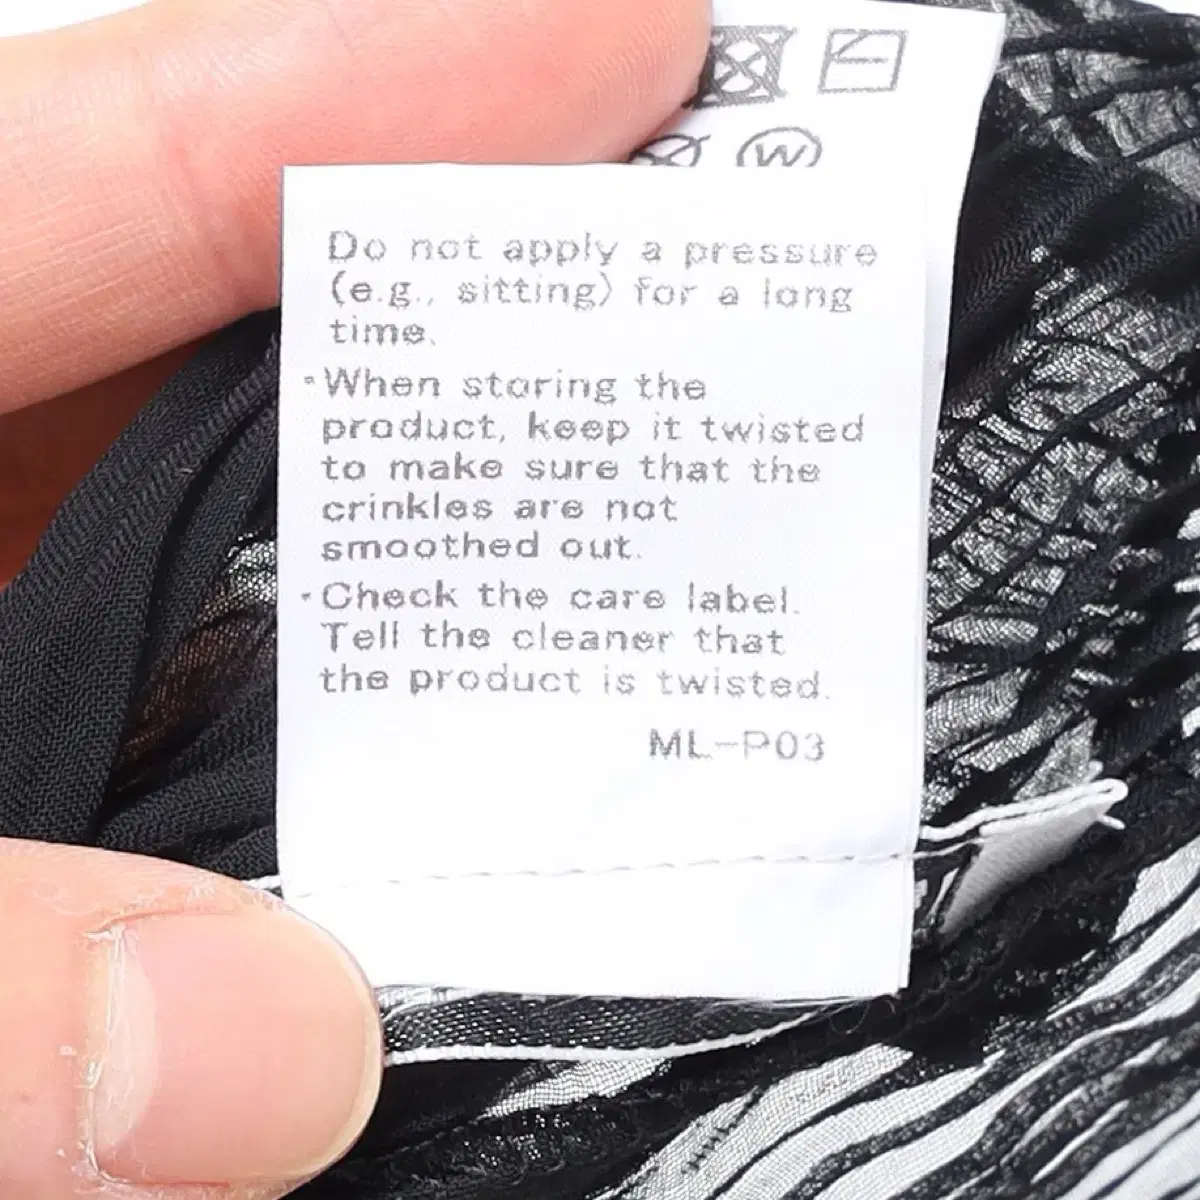 W
Do not apply a pressure
(e.g., sitting) for a long
time.
・When storing the
product, keep it twisted
to make sure that the
crinkles are not
smoothed out.
・Check the care label.
Tell the cleaner that
the product is twisted.
ML-P03